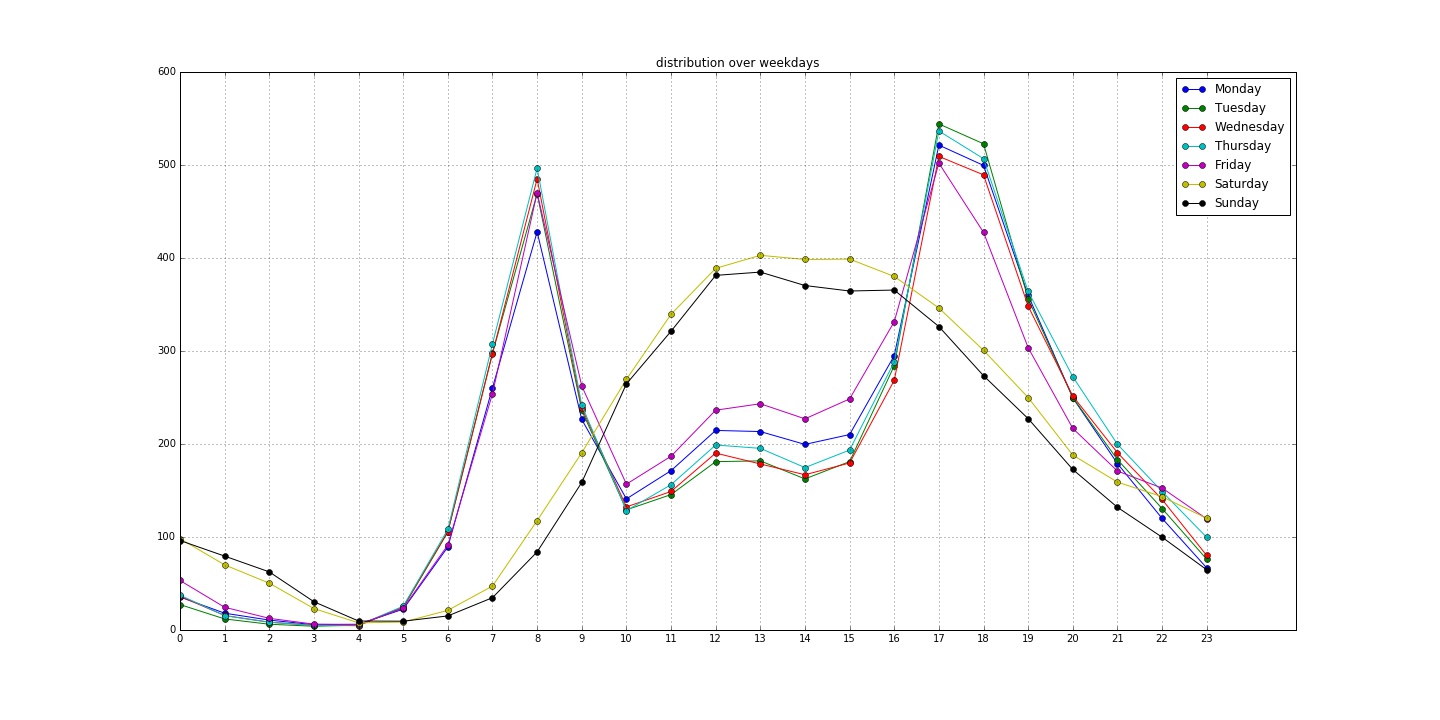 distribution over weekdays
600
500
400
300
200
100
0
0 1 2 3 4 5 6 7 8 9 10 11 12 13 14 15 16 17 18 19 20 21 22 23
Monday
Tuesday
Wednesday
Thursday
Friday
Saturday
Sunday